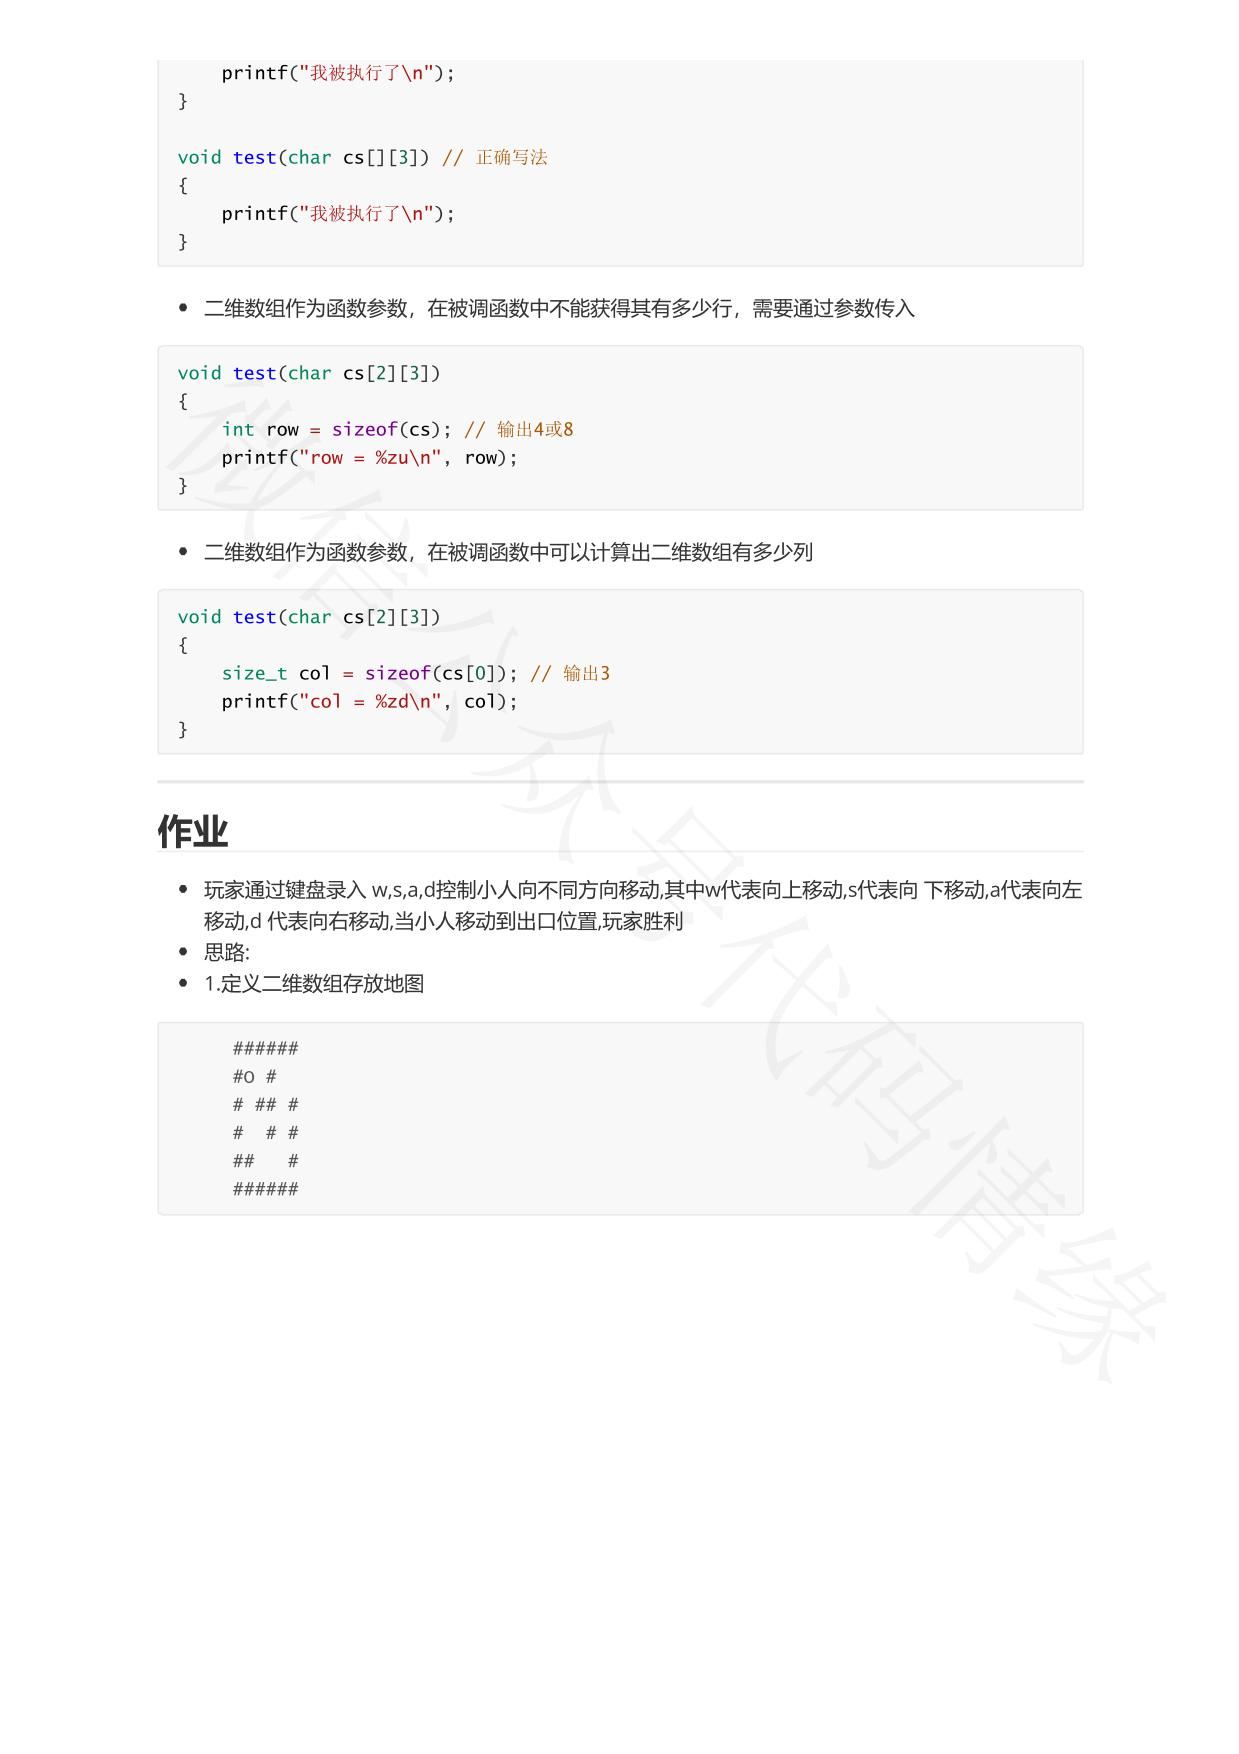 printf("我被执行了\n");
}

void test(char cs[][3]) // 正确写法
{
    printf("我被执行了\n");
}
• 二维数组作为函数参数，在被调函数中不能获得其有多少行，需要通过参数传入
void test(char cs[2][3])
{
    int row = sizeof(cs); // 输出4或8
    printf("row = %zu\n", row);
}
• 二维数组作为函数参数，在被调函数中可以计算出二维数组有多少列
void test(char cs[2][3])
{
    size_t col = sizeof(cs[0]); // 输出3
    printf("col = %zd\n", col);
}
作业
• 玩家通过键盘录入 w,s,a,d控制小人向不同方向移动,其中w代表向上移动,s代表向 下移动,a代表向左
移动,d 代表向右移动,当小人移动到出口位置,玩家胜利
• 思路:
• 1.定义二维数组存放地图
     ######
     #O #
     # ## #
     #  # #
     ##   #
     ######
微信公众号代码情缘